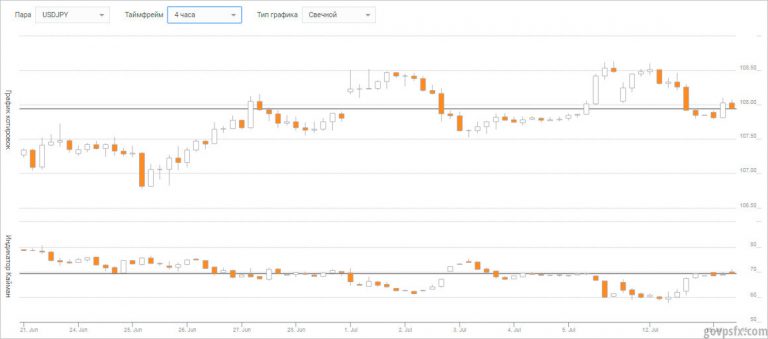 Пара USDJPY Таймфрейм 4 часа Тип графика Свечной
График котировок
108.50
108.00
107.50
107.00
106.50
Индикатор Кайман
80
70
60
50
21. Jun 24. Jun 25. Jun 26. Jun 27. Jun 28. Jun 1. Jul 2. Jul 3. Jul 4. Jul 5. Jul 12. Jul
govpsfx.com